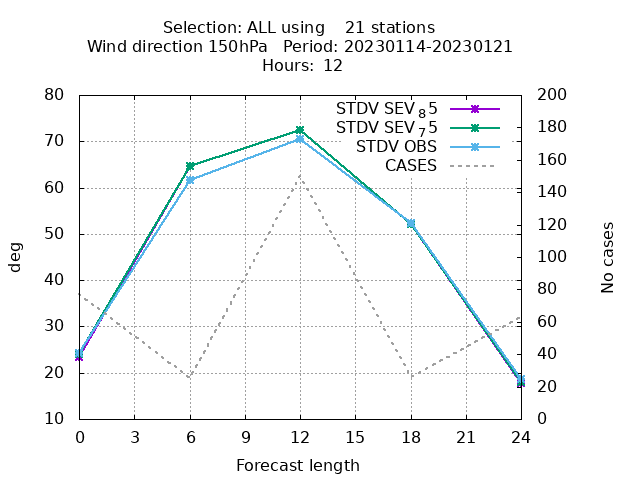 Selection: ALL using 21 stations
Wind direction 150hPa Period: 20230114-20230121
Hours: 12
80 200
STDV SEV 8 5
STDV SEV 7 5
STDV OBS
CASES
180
70
160
60
140
50
120
40
100
30
80
60
20
40
20
10 0
deg
No cases
0 3 6 9 12 15 18 21 24
Forecast length